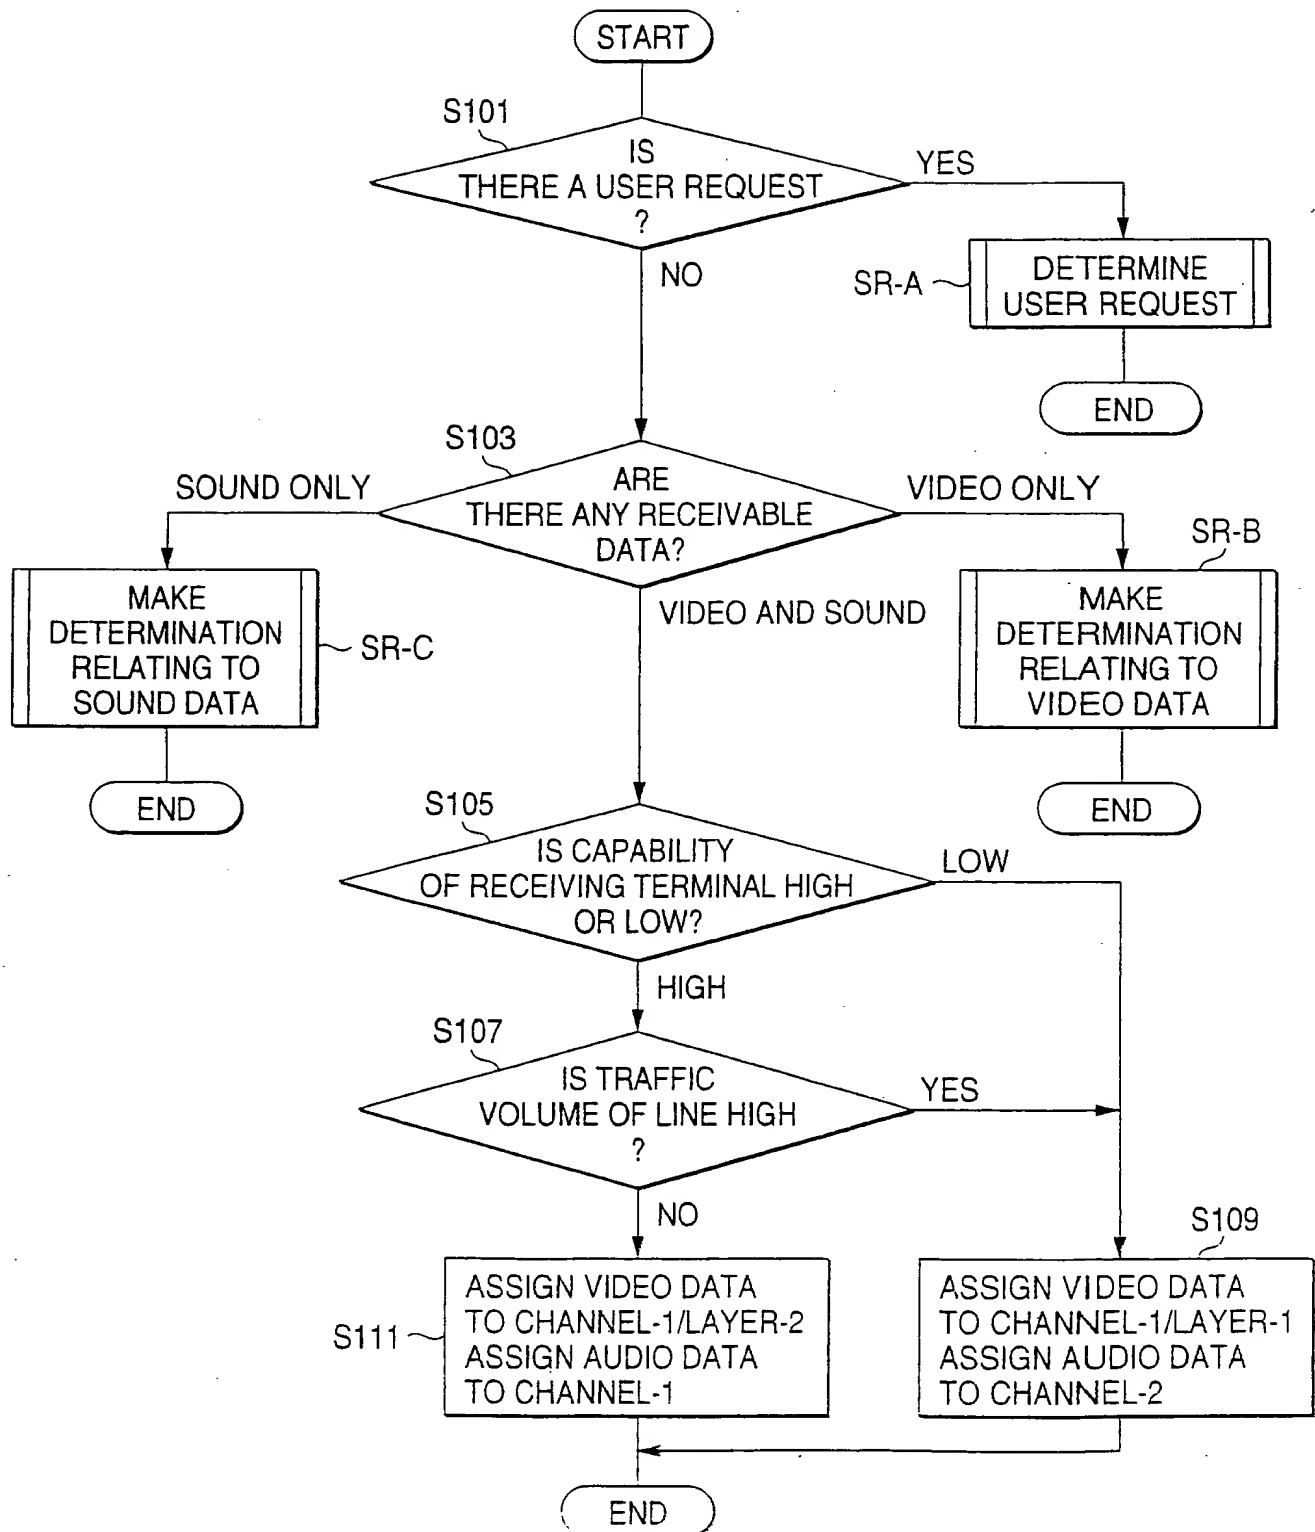 START
S101
IS
THERE A USER REQUEST
?
YES
NO
SR-A
DETERMINE
USER REQUEST
END
S103
ARE
THERE ANY RECEIVABLE
DATA?
SOUND ONLY
VIDEO ONLY
VIDEO AND SOUND
MAKE
DETERMINATION
RELATING TO
SOUND DATA
SR-C
END
SR-B
MAKE
DETERMINATION
RELATING TO
VIDEO DATA
END
S105
IS CAPABILITY
OF RECEIVING TERMINAL HIGH
OR LOW?
LOW
HIGH
S107
IS TRAFFIC
VOLUME OF LINE HIGH
?
YES
NO
S111
ASSIGN VIDEO DATA
TO CHANNEL-1/LAYER-2
ASSIGN AUDIO DATA
TO CHANNEL-1
S109
ASSIGN VIDEO DATA
TO CHANNEL-1/LAYER-1
ASSIGN AUDIO DATA
TO CHANNEL-2
END